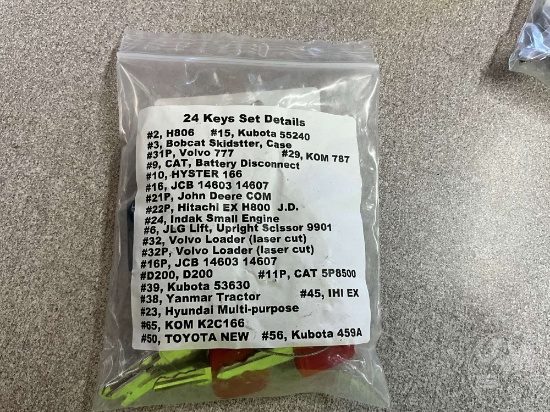 24 Keys Set Details
#2, H806 #15, Kubota 55240
#3, Bobcat Skidstter, Case
#31P, Volvo 777 #29, KOM 787
#9, CAT, Battery Disconnect
#10, HYSTER 166
#16, JCB 14603 14607
#21P, John Deere COM
#22P, Hitachi EX H800 J.D.
#24, Indak Small Engine
#6, JLG Lift, Upright Scissor 9901
#32, Volvo Loader (laser cut)
#32P, Volvo Loader (laser cut)
#16P, JCB 14603 14607
#D200, D200 #11P, CAT 5P8500
#39, Kubota 53630
#38, Yanmar Tractor #45, IHI EX
#23, Hyundai Multi-purpose
#65, KOM K2C166
#50, TOYOTA NEW #56, Kubota 459A